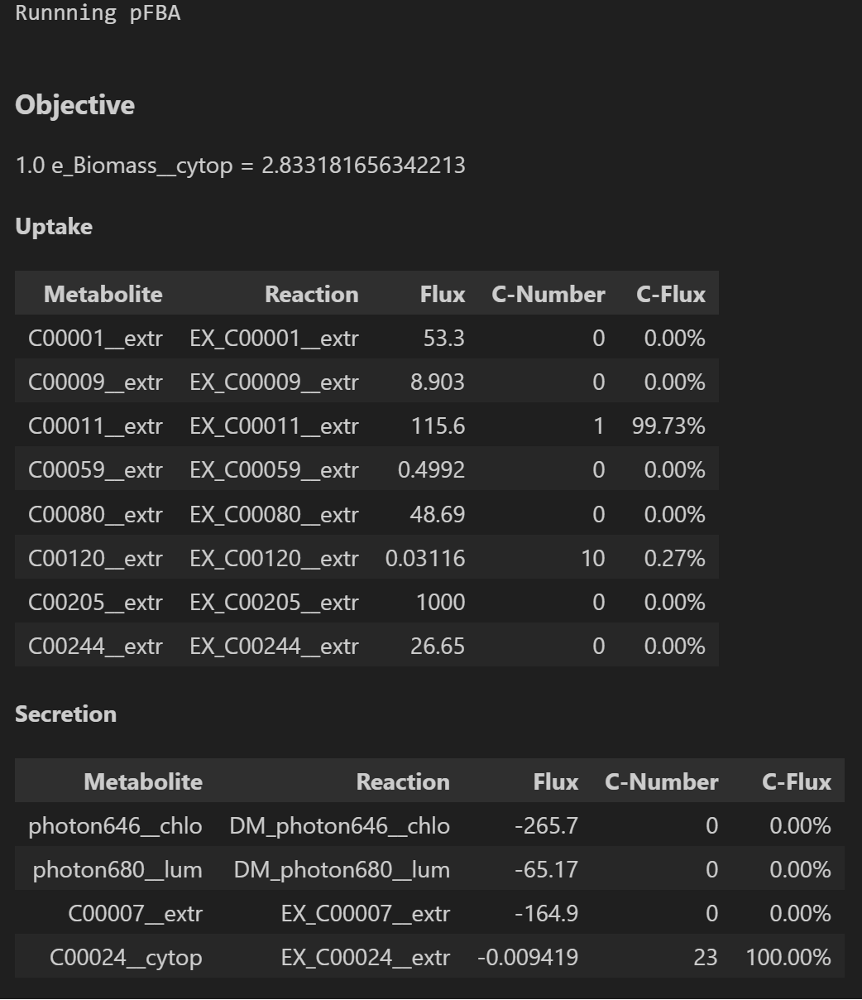 Runnning pFBA
Objective
1.0 e_Biomass__cytop = 2.833181656342213
Uptake
Metabolite Reaction Flux C-Number C-Flux
C00001__extr EX_C00001__extr 53.3 0 0.00%
C00009__extr EX_C00009__extr 8.903 0 0.00%
C00011__extr EX_C00011__extr 115.6 1 99.73%
C00059__extr EX_C00059__extr 0.4992 0 0.00%
C00080__extr EX_C00080__extr 48.69 0 0.00%
C00120__extr EX_C00120__extr 0.03116 10 0.27%
C00205__extr EX_C00205__extr 1000 0 0.00%
C00244__extr EX_C00244__extr 26.65 0 0.00%
Secretion
Metabolite Reaction Flux C-Number C-Flux
photon646__chlo DM_photon646__chlo -265.7 0 0.00%
photon680__lum DM_photon680__lum -65.17 0 0.00%
C00007__extr EX_C00007__extr -164.9 0 0.00%
C00024__cytop EX_C00024__extr -0.009419 23 100.00%